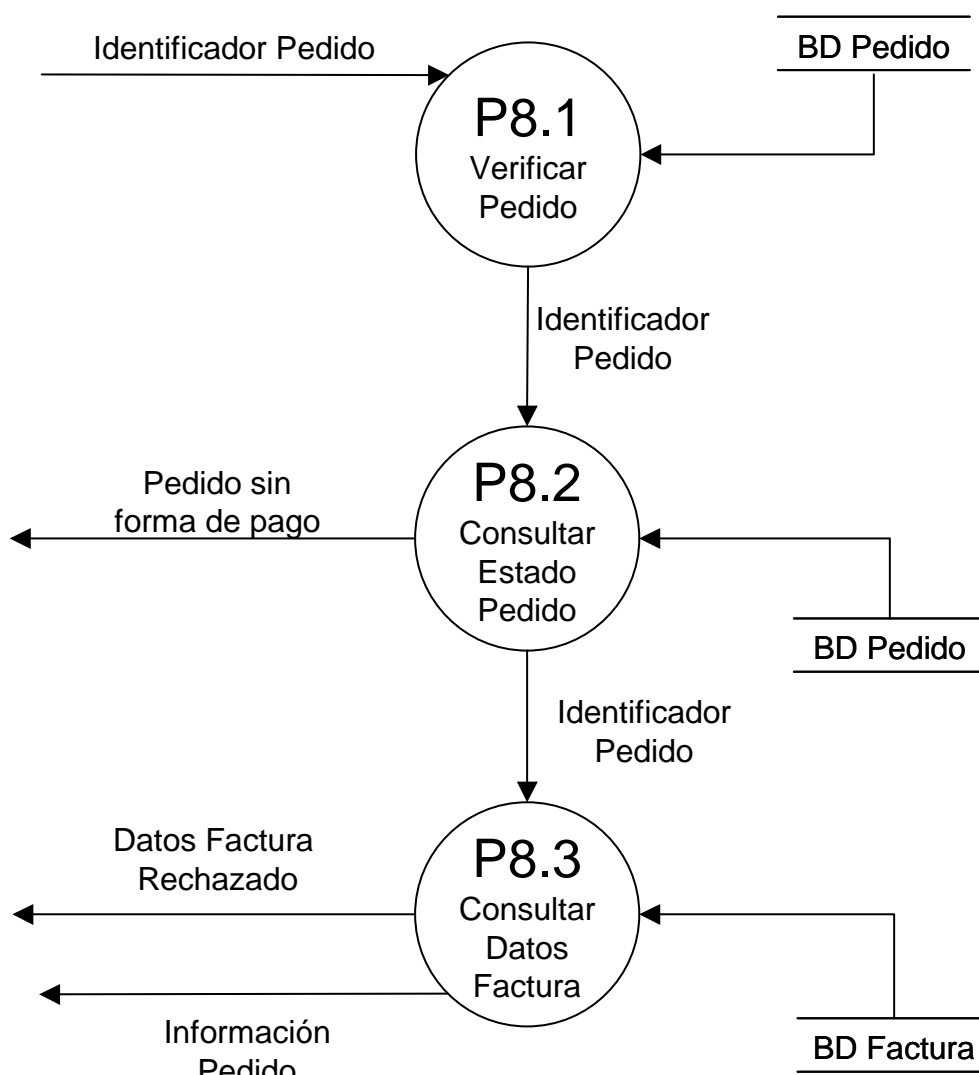 Identificador Pedido
BD Pedido
P8.1
Verificar
Pedido
Identificador
Pedido
Pedido sin
forma de pago
P8.2
Consultar
Estado
Pedido
BD Pedido
Identificador
Pedido
Datos Factura
Rechazado
P8.3
Consultar
Datos
Factura
Información
Pedido
BD Factura